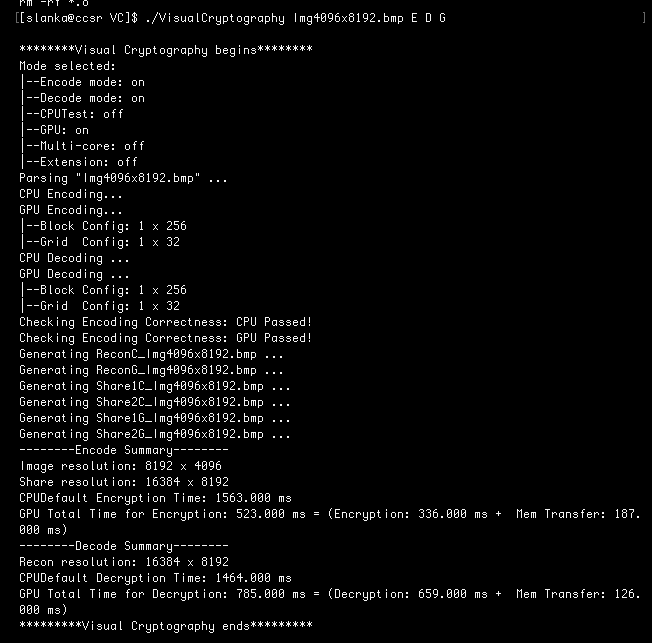 rm -rf *.o
[[slanka@ccsr VC]$ ./VisualCryptography Img4096x8192.bmp E D G ]
********Visual Cryptography begins********
Mode selected:
|--Encode mode: on
|--Decode mode: on
|--CPUTest: off
|--GPU: on
|--Multi-core: off
|--Extension: off
Parsing "Img4096x8192.bmp" ...
CPU Encoding...
GPU Encoding...
|--Block Config: 1 x 256
|--Grid  Config: 1 x 32
CPU Decoding ...
GPU Decoding ...
|--Block Config: 1 x 256
|--Grid  Config: 1 x 32
Checking Encoding Correctness: CPU Passed!
Checking Encoding Correctness: GPU Passed!
Generating ReconC_Img4096x8192.bmp ...
Generating ReconG_Img4096x8192.bmp ...
Generating Share1C_Img4096x8192.bmp ...
Generating Share2C_Img4096x8192.bmp ...
Generating Share1G_Img4096x8192.bmp ...
Generating Share2G_Img4096x8192.bmp ...
--------Encode Summary--------
Image resolution: 8192 x 4096
Share resolution: 16384 x 8192
CPUDefault Encryption Time: 1563.000 ms
GPU Total Time for Encryption: 523.000 ms = (Encryption: 336.000 ms +  Mem Transfer: 187.
000 ms)
--------Decode Summary--------
Recon resolution: 16384 x 8192
CPUDefault Decryption Time: 1464.000 ms
GPU Total Time for Decryption: 785.000 ms = (Decryption: 659.000 ms +  Mem Transfer: 126.
000 ms)
*********Visual Cryptography ends*********